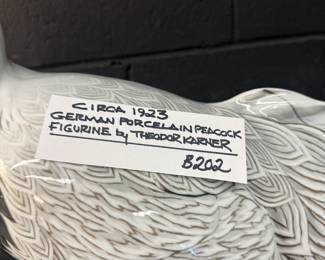 CIRCA 1923
GERMAN PORCELAIN PEACOCK
FIGURINE by THEODOR KARNER
B202